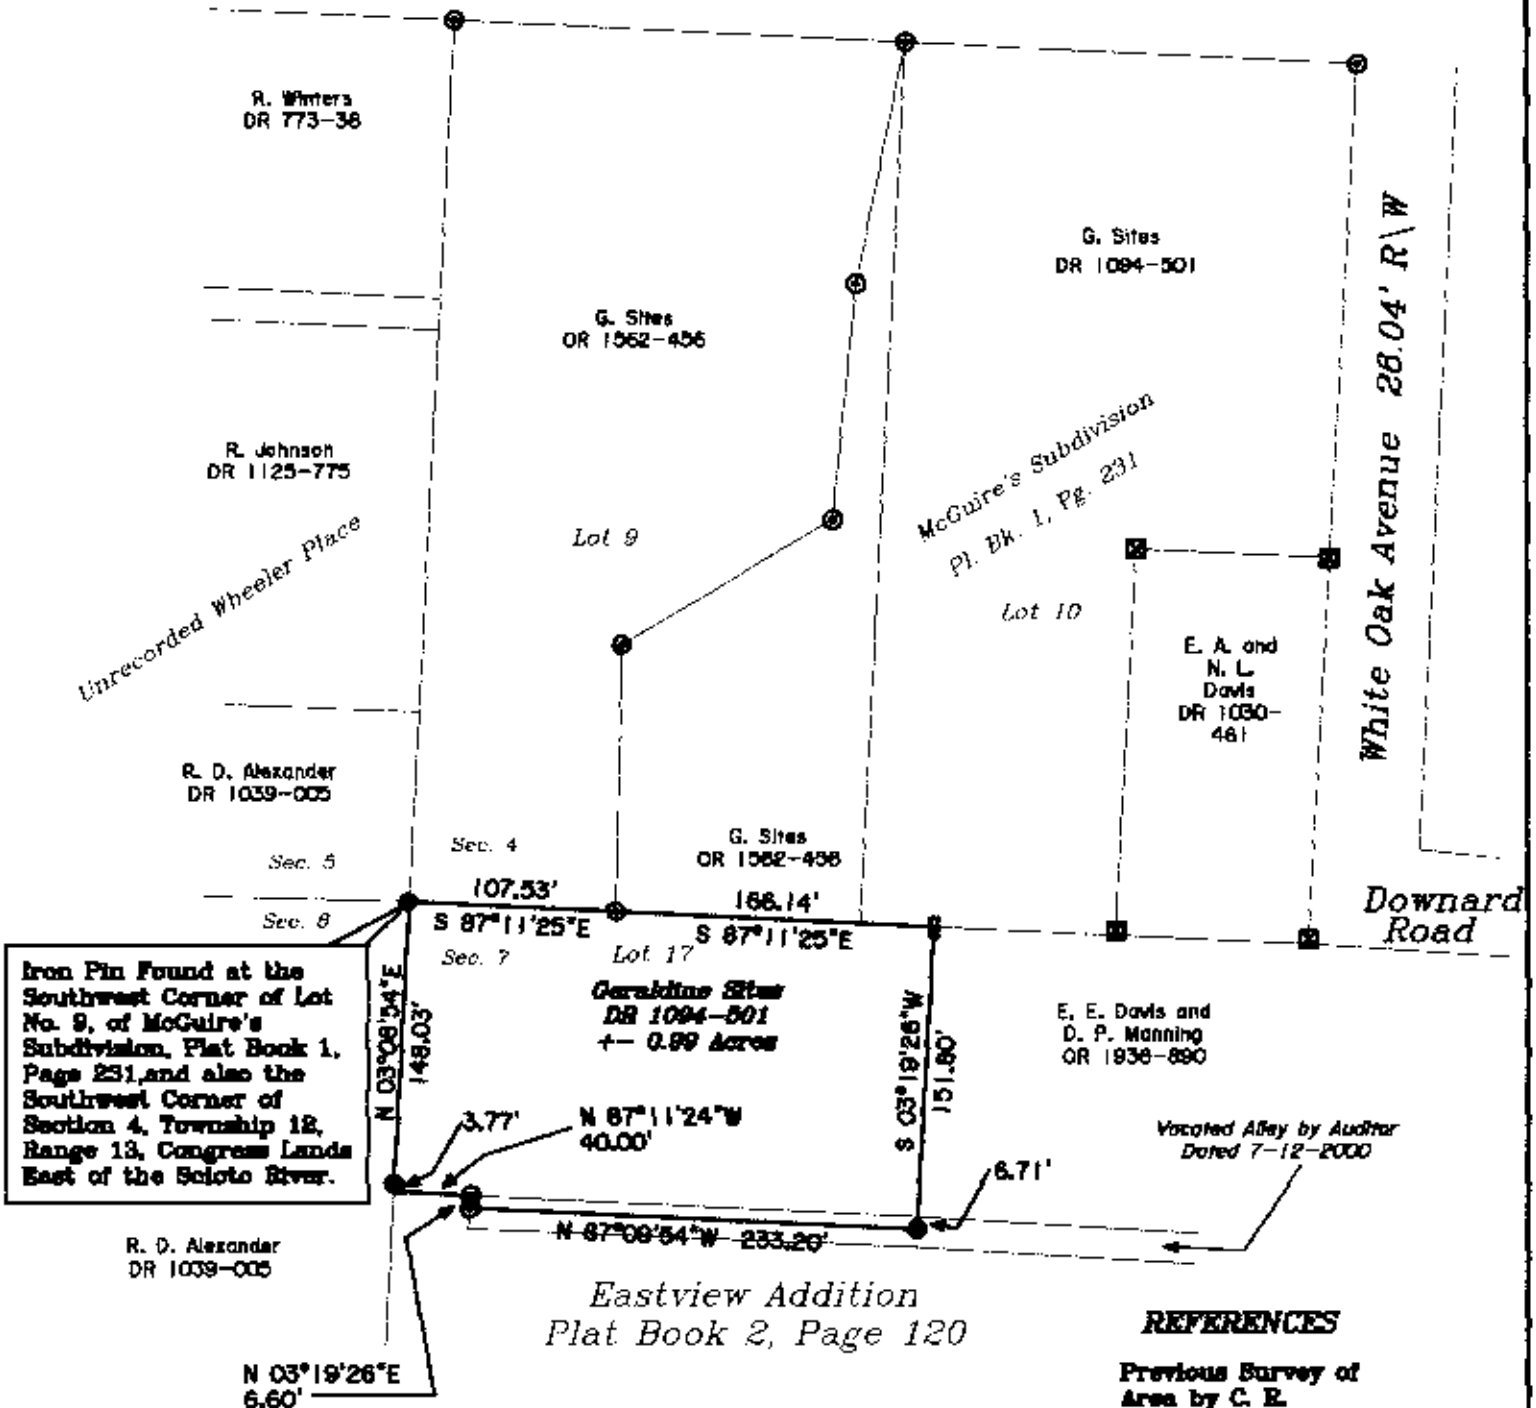 R. Winters
DR 773-38
G. Sites
DR 1094-501
White Oak Avenue 28.04' R\W
G. Sites
OR 1562-456
McGuire's Subdivision
Pl. Bk. 1, Pg. 231
R. Johnson
DR 1125-775
Lot 9
Unrecorded Wheeler Place
Lot 10
E. A. and
N. L.
Davis
DR 1030-
461
R. D. Alexander
DR 1039-005
G. Sites
OR 1562-456
Sec. 5
Sec. 4
107.53'
166.14'
Sec. 8
S 87°11'25"E
S 87°11'25"E
Downard
Road
Sec. 7
Lot 17
Iron Pin Found at the
Southwest Corner of Lot
No. 9, of McGuire's
Subdivision, Plat Book 1,
Page 231,and also the
Southwest Corner of
Section 4, Township 12,
Range 13, Congress Lands
East of the Scioto River.
N 03°08'54"E
148.03'
Geraldine Sites
DR 1094-501
+- 0.99 Acres
S 03°19'26"W
151.80'
E. E. Davis and
D. P. Manning
OR 1936-890
3.77'
N 87°11'24"W
40.00'
Vacated Alley by Auditor
Dated 7-12-2000
6.71'
N 87°09'54"W 233.20'
R. D. Alexander
DR 1039-005
Eastview Addition
Plat Book 2, Page 120
N 03°19'26"E
6.60'
REFERENCES
Previous Survey of
Area by C. R.